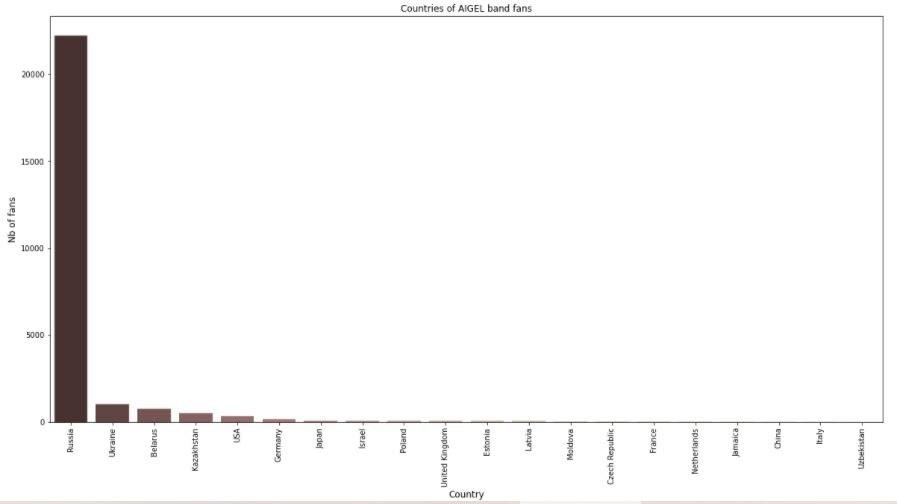 Countries of AIGEL band fans
Nb of fans
20000
15000
10000
5000
0
Russia
Ukraine
Belarus
Kazakhstan
USA
Germany
Japan
Israel
Poland
United Kingdom
Estonia
Latvia
Moldova
Czech Republic
France
Netherlands
Jamaica
China
Italy
Uzbekistan
Country